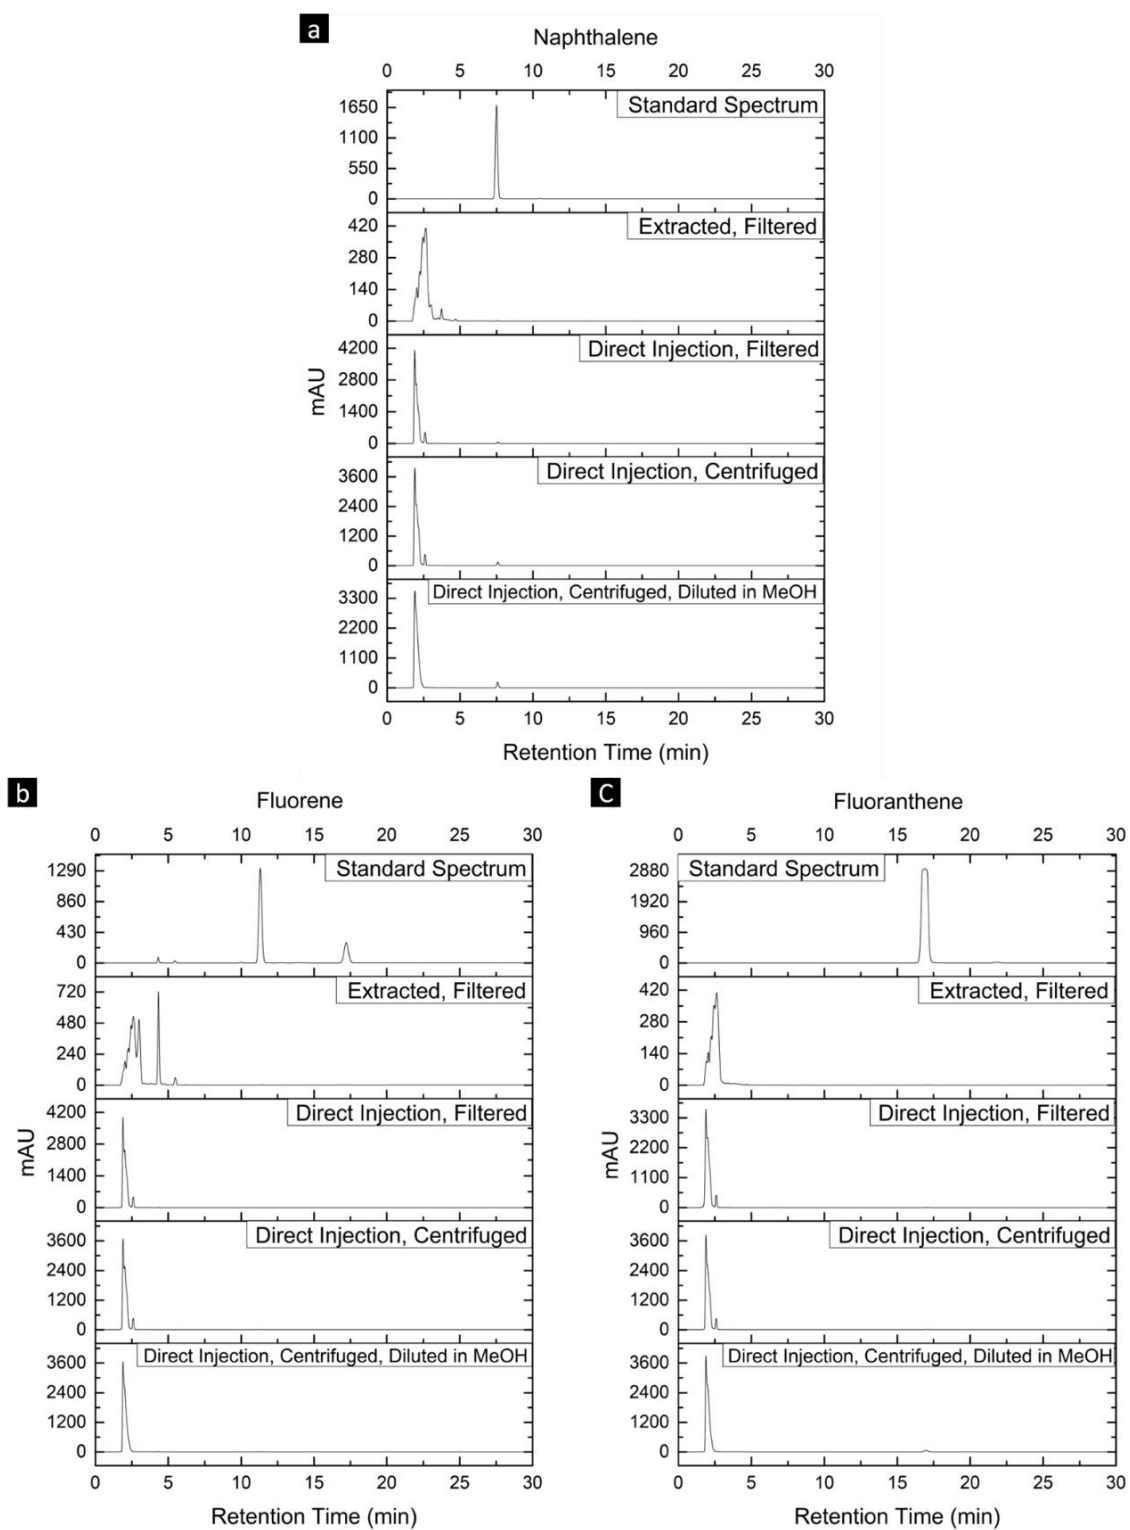 a
Naphthalene
0 5 10 15 20 25 30
Standard Spectrum
1650
1100
550
0
Extracted, Filtered
420
280
140
0
Direct Injection, Filtered
4200
2800
1400
0
mAU
Direct Injection, Centrifuged
3600
2400
1200
0
Direct Injection, Centrifuged, Diluted in MeOH
3300
2200
1100
0
0 5 10 15 20 25 30
Retention Time (min)
b
Fluorene
0 5 10 15 20 25 30
Standard Spectrum
1290
860
430
0
Extracted, Filtered
720
480
240
0
Direct Injection, Filtered
4200
2800
1400
0
mAU
Direct Injection, Centrifuged
3600
2400
1200
0
Direct Injection, Centrifuged, Diluted in MeOH
3600
2400
1200
0
0 5 10 15 20 25 30
Retention Time (min)
C
Fluoranthene
0 5 10 15 20 25 30
Standard Spectrum
2880
1920
960
0
Extracted, Filtered
420
280
140
0
Direct Injection, Filtered
3300
2200
1100
0
mAU
Direct Injection, Centrifuged
3600
2400
1200
0
Direct Injection, Centrifuged, Diluted in MeOH
3600
2400
1200
0
0 5 10 15 20 25 30
Retention Time (min)